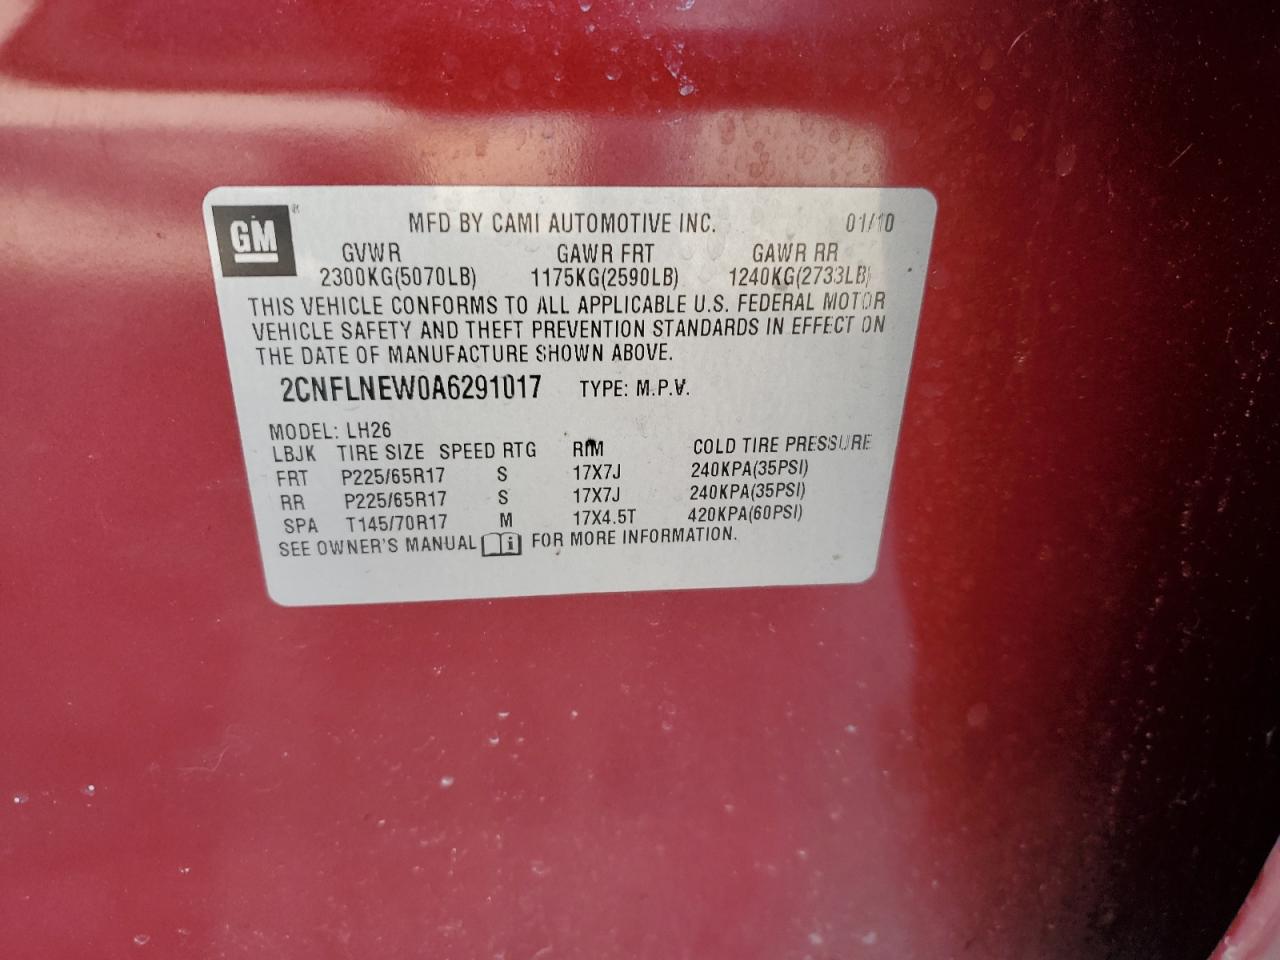 GM ®
MFD BY CAMI AUTOMOTIVE INC. 01/10
GVWR GAWR FRT GAWR RR
2300KG(5070LB) 1175KG(2590LB) 1240KG(2733LB)
THIS VEHICLE CONFORMS TO ALL APPLICABLE U.S. FEDERAL MOTOR
VEHICLE SAFETY AND THEFT PREVENTION STANDARDS IN EFFECT ON
THE DATE OF MANUFACTURE SHOWN ABOVE.
2CNFLNEW0A6291017 TYPE: M.P.V.
MODEL: LH26
LBJK TIRE SIZE SPEED RTG RIM COLD TIRE PRESSURE
FRT P225/65R17 S 17X7J 240KPA(35PSI)
RR P225/65R17 S 17X7J 240KPA(35PSI)
SPA T145/70R17 M 17X4.5T 420KPA(60PSI)
SEE OWNER'S MANUAL i FOR MORE INFORMATION.